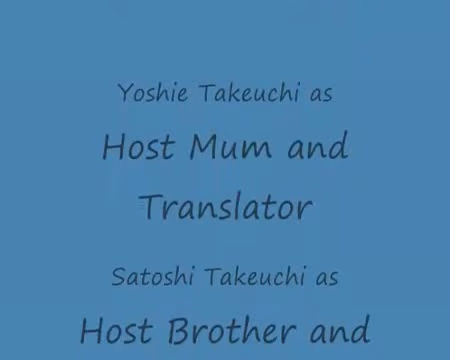 Yoshie Takeuchi as
Host Mum and
Translator
Satoshi Takeuchi as
Host Brother and